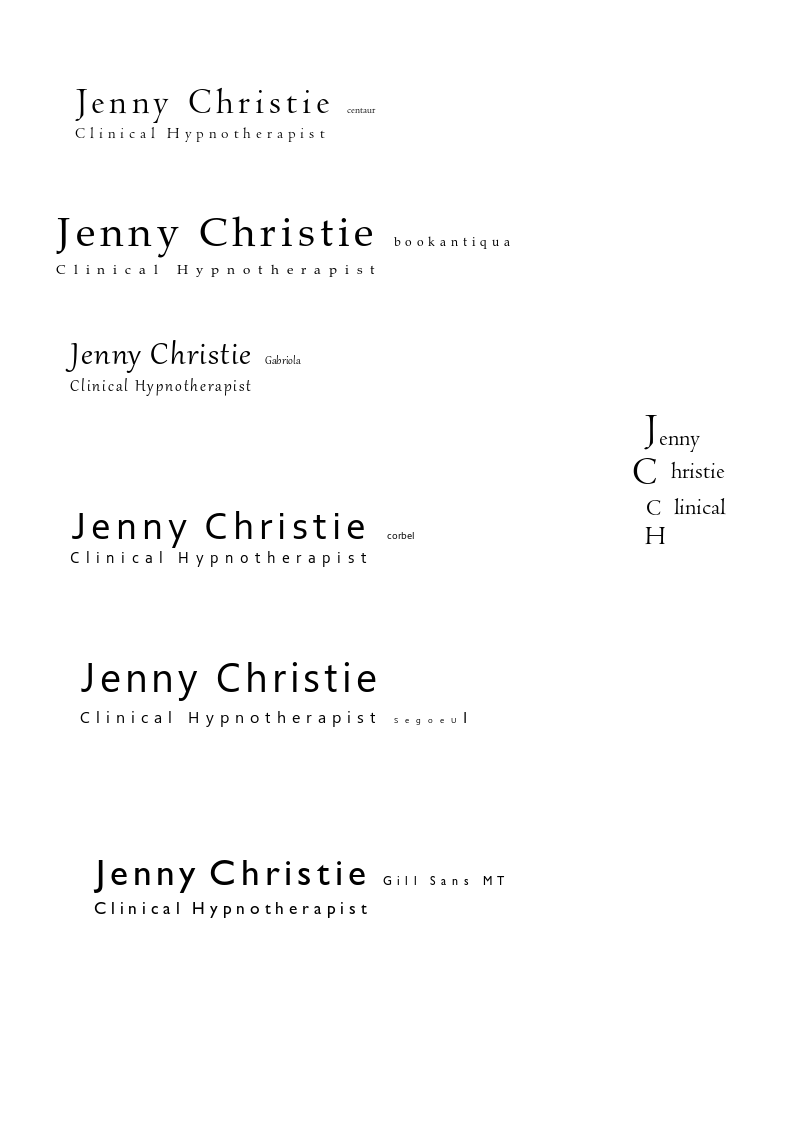 Jenny Christie centaur
Clinical Hypnotherapist
Jenny Christie bookantiqua
Clinical Hypnotherapist
Jenny Christie Gabriola
Clinical Hypnotherapist
Jenny
Christie
Clinical
H
Jenny Christie corbel
Clinical Hypnotherapist
Jenny Christie
Clinical Hypnotherapist segoeUI
Jenny Christie Gill Sans MT
Clinical Hypnotherapist